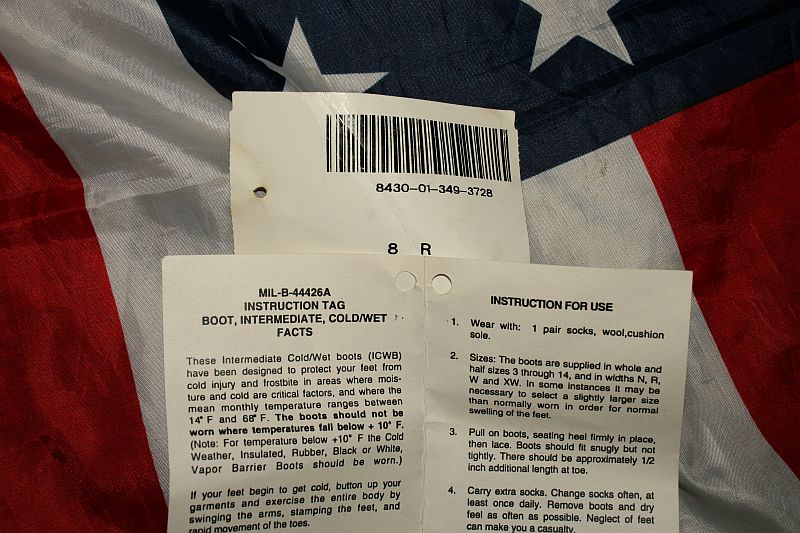 8430-01-349-3728
8 R
MIL-B-44426A
INSTRUCTION TAG
BOOT, INTERMEDIATE, COLD/WET
FACTS
These Intermediate Cold/Wet boots (ICWB)
have been designed to protect your feet from
cold injury and frostbite in areas where mois-
ture and cold are critical factors, and where the
mean monthly temperature ranges between
14° F and 68° F. The boots should not be
worn where temperatures fall below + 10° F.
(Note: For temperature below +10° F the Cold
Weather, Insulated, Rubber, Black or White,
Vapor Barrier Boots should be worn.)
If your feet begin to get cold, button up your
garments and exercise the entire body by
swinging the arms, stamping the feet, and
rapid movement of the toes.
INSTRUCTION FOR USE
1. Wear with: 1 pair socks, wool,cushion
sole.
2. Sizes: The boots are supplied in whole and
half sizes 3 through 14, and in widths N, R,
W and XW. In some instances it may be
necessary to select a slightly larger size
than normally worn in order for normal
swelling of the feet.
3. Pull on boots, seating heel firmly in place,
then lace. Boots should fit snugly but not
tightly. There should be approximately 1/2
inch additional length at toe.
4. Carry extra socks. Change socks often, at
least once daily. Remove boots and dry
feet as often as possible. Neglect of feet
can make you a casualty.